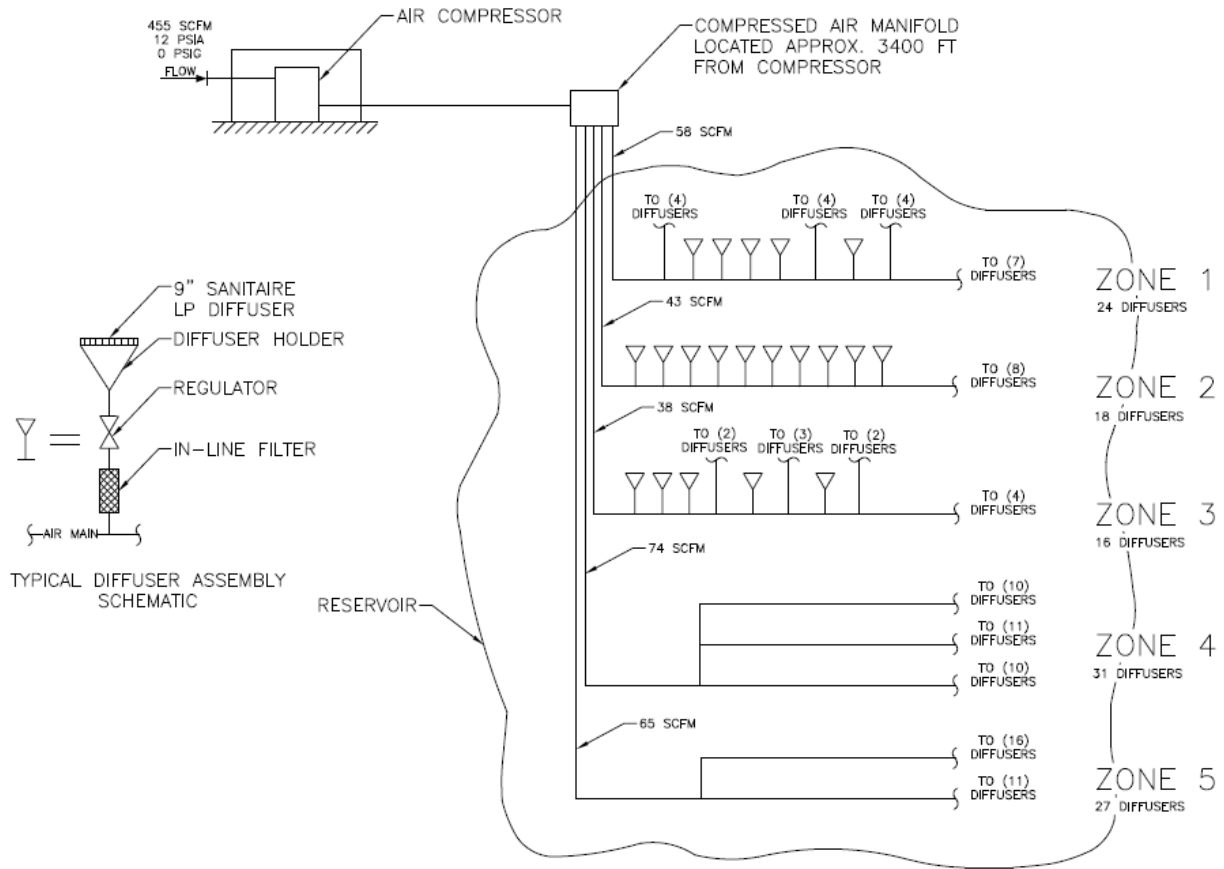 455 SCFM
12 PSIA
0 PSIG
FLOW
AIR COMPRESSOR
COMPRESSED AIR MANIFOLD
LOCATED APPROX. 3400 FT
FROM COMPRESSOR
58 SCFM
TO (4)
DIFFUSERS
TO (4)
DIFFUSERS
TO (4)
DIFFUSERS
TO (7)
DIFFUSERS
ZONE 1
24 DIFFUSERS
43 SCFM
TO (8)
DIFFUSERS
ZONE 2
18 DIFFUSERS
38 SCFM
TO (2)
DIFFUSERS
TO (3)
DIFFUSERS
TO (2)
DIFFUSERS
TO (4)
DIFFUSERS
ZONE 3
16 DIFFUSERS
74 SCFM
TO (10)
DIFFUSERS
TO (11)
DIFFUSERS
TO (10)
DIFFUSERS
ZONE 4
31 DIFFUSERS
65 SCFM
TO (16)
DIFFUSERS
TO (11)
DIFFUSERS
ZONE 5
27 DIFFUSERS
9" SANITAIRE
LP DIFFUSER
DIFFUSER HOLDER
REGULATOR
IN-LINE FILTER
AIR MAIN
TYPICAL DIFFUSER ASSEMBLY
SCHEMATIC
RESERVOIR